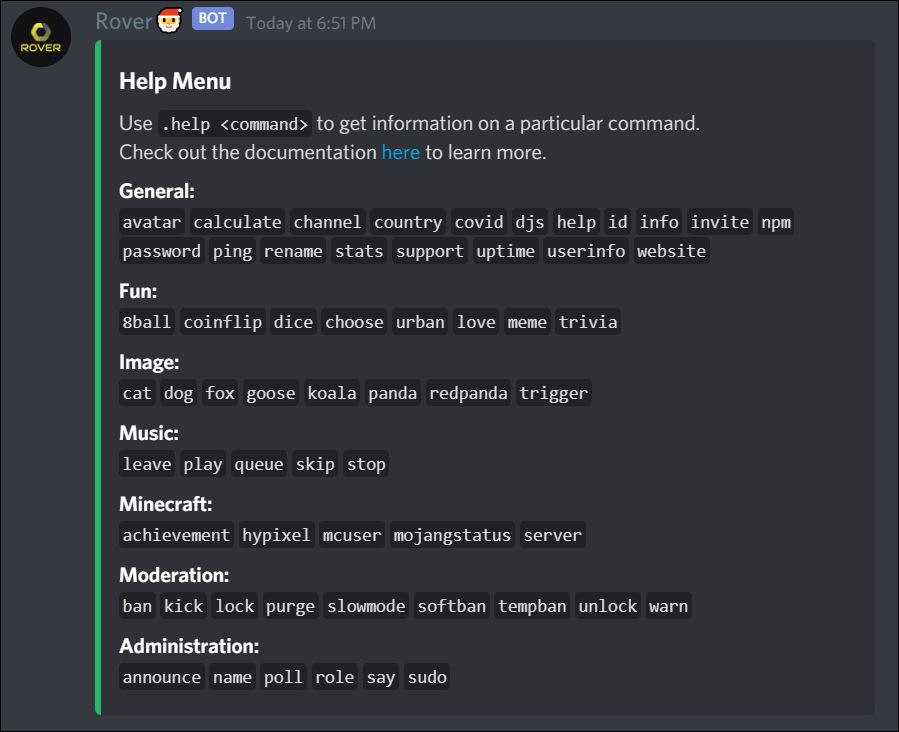 ROVER
Rover🎅 BOT Today at 6:51 PM
Help Menu
Use .help <command> to get information on a particular command.
Check out the documentation here to learn more.
General:
avatar calculate channel country covid djs help id info invite npm
password ping rename stats support uptime userinfo website
Fun:
8ball coinflip dice choose urban love meme trivia
Image:
cat dog fox goose koala panda redpanda trigger
Music:
leave play queue skip stop
Minecraft:
achievement hypixel mcuser mojangstatus server
Moderation:
ban kick lock purge slowmode softban tempban unlock warn
Administration:
announce name poll role say sudo